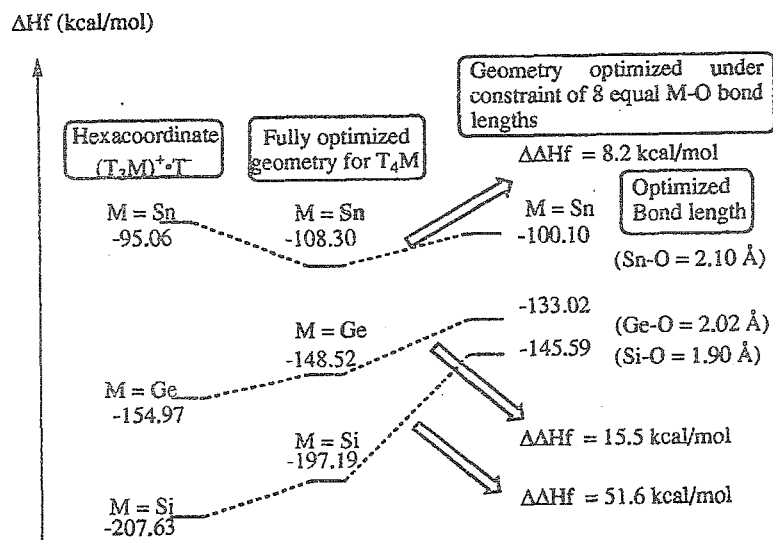 ΔHf (kcal/mol)
Geometry optimized under
constraint of 8 equal M-O bond
lengths
Hexacoordinate
(T₃M)⁺•T⁻
Fully optimized
geometry for T₄M
ΔΔHf = 8.2 kcal/mol
Optimized
Bond length
M = Sn
-95.06
M = Sn
-108.30
M = Sn
-100.10
(Sn-O = 2.10 Å)
M = Ge
-154.97
M = Ge
-148.52
-133.02
(Ge-O = 2.02 Å)
-145.59
(Si-O = 1.90 Å)
M = Si
-207.63
M = Si
-197.19
ΔΔHf = 15.5 kcal/mol
ΔΔHf = 51.6 kcal/mol